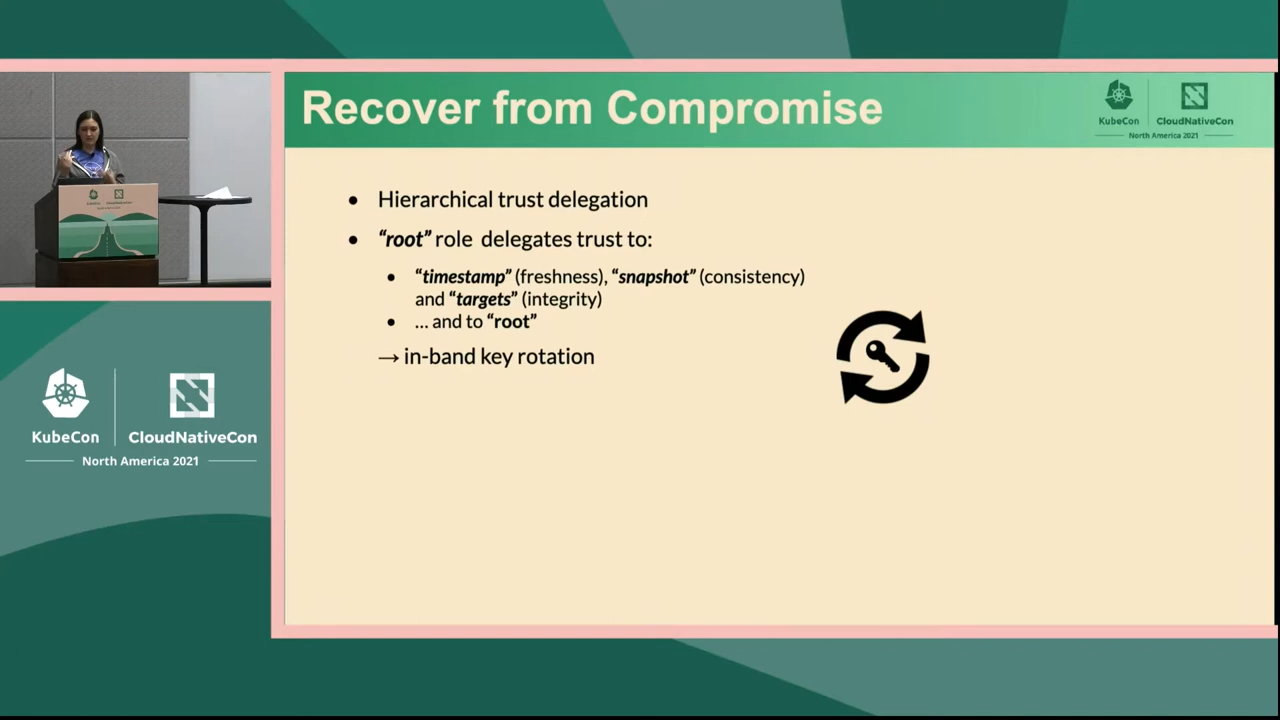 Recover from Compromise
KubeCon
CloudNativeCon
North America 2021
• Hierarchical trust delegation
• “root” role delegates trust to:
• “timestamp” (freshness), “snapshot” (consistency)
and “targets” (integrity)
• ... and to “root”
→ in-band key rotation
KubeCon
CloudNativeCon
North America 2021